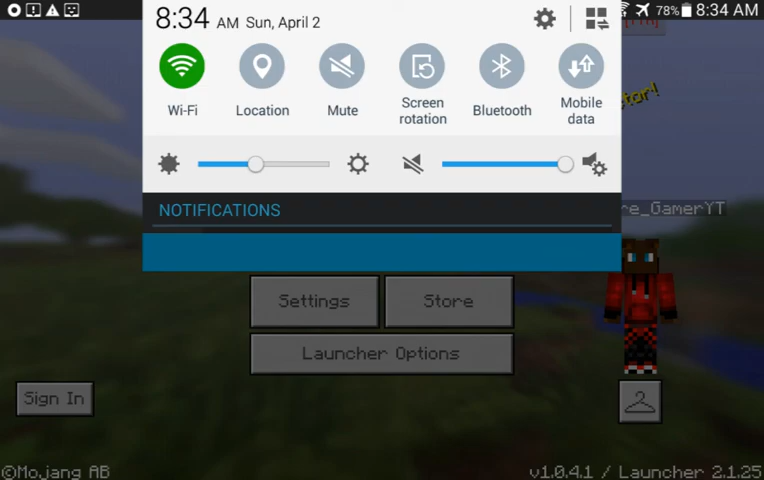 8:34 AM Sun, April 2
78% 8:34 AM
Wi-Fi
Location
Mute
Screen rotation
Bluetooth
Mobile data
NOTIFICATIONS
re_GamerYT
Settings
Store
Launcher Options
Sign In
©Mojang AB
v1.0.4.1 / Launcher 2.1.25